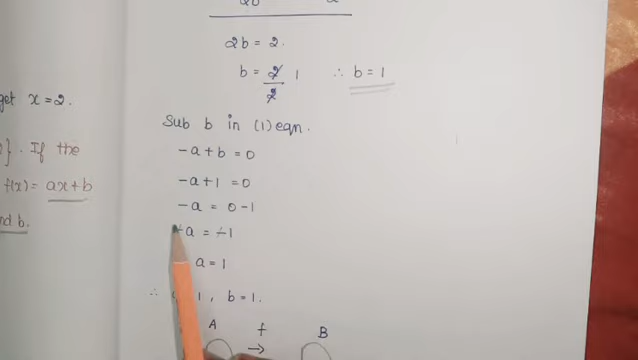 2b = 2.
b = 2/2 1 ∴ b = 1
Sub b in (1) eqn.
-a+b = 0
-a+1 = 0
-a = 0-1
-a = -1
a = 1
∴ 1, b = 1.
A f B
→
get x = 2.
}. If the
f(x) = ax+b
nd b.